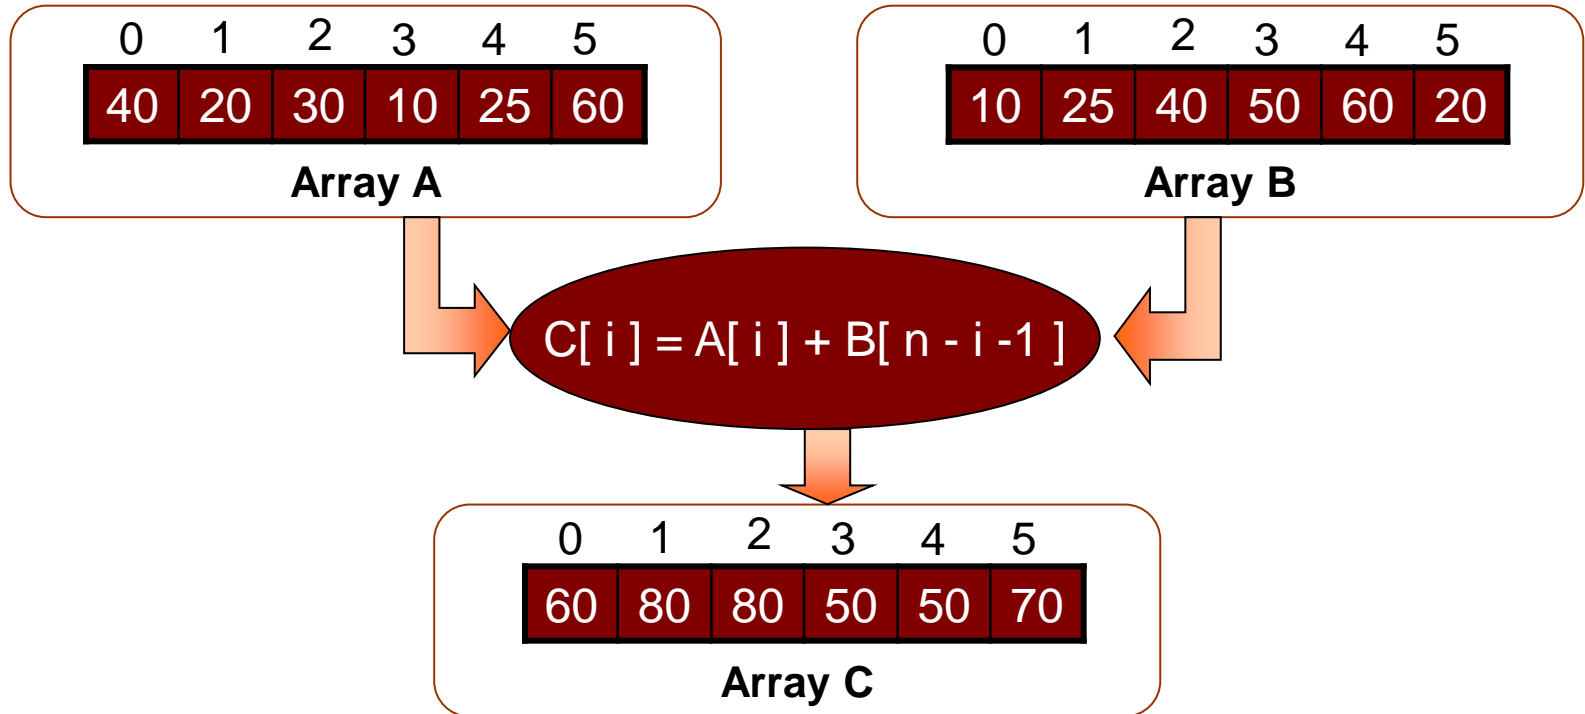 0 1 2 3 4 5
40 20 30 10 25 60
Array A
0 1 2 3 4 5
10 25 40 50 60 20
Array B
C[ i ] = A[ i ] + B[ n - i -1 ]
0 1 2 3 4 5
60 80 80 50 50 70
Array C